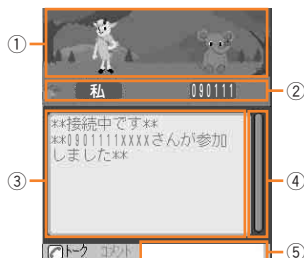 ①
私 090111 ②
**接続中です**
**0901111XXXXさんが参加
しました**
③
④
トーク コメント
⑤